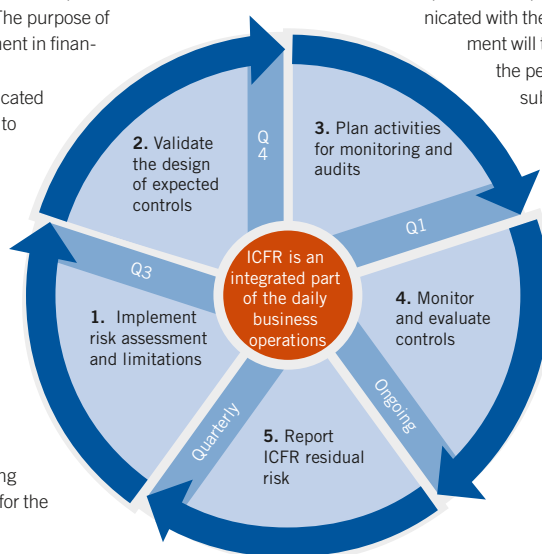 The purpose of
ment in finan-
cated
to
nicated with the
ment will
the pe
sub
2. Validate
the design
of expected
controls
Q
4
3. Plan activities
for monitoring and
audits
Q1
Q3
ICFR is an
integrated part
of the daily
business
operations
1. Implement
risk assessment
and limitations
4. Monitor
and evaluate
controls
Quarterly
Ongoing
5. Report
ICFR residual
risk
ng
for the